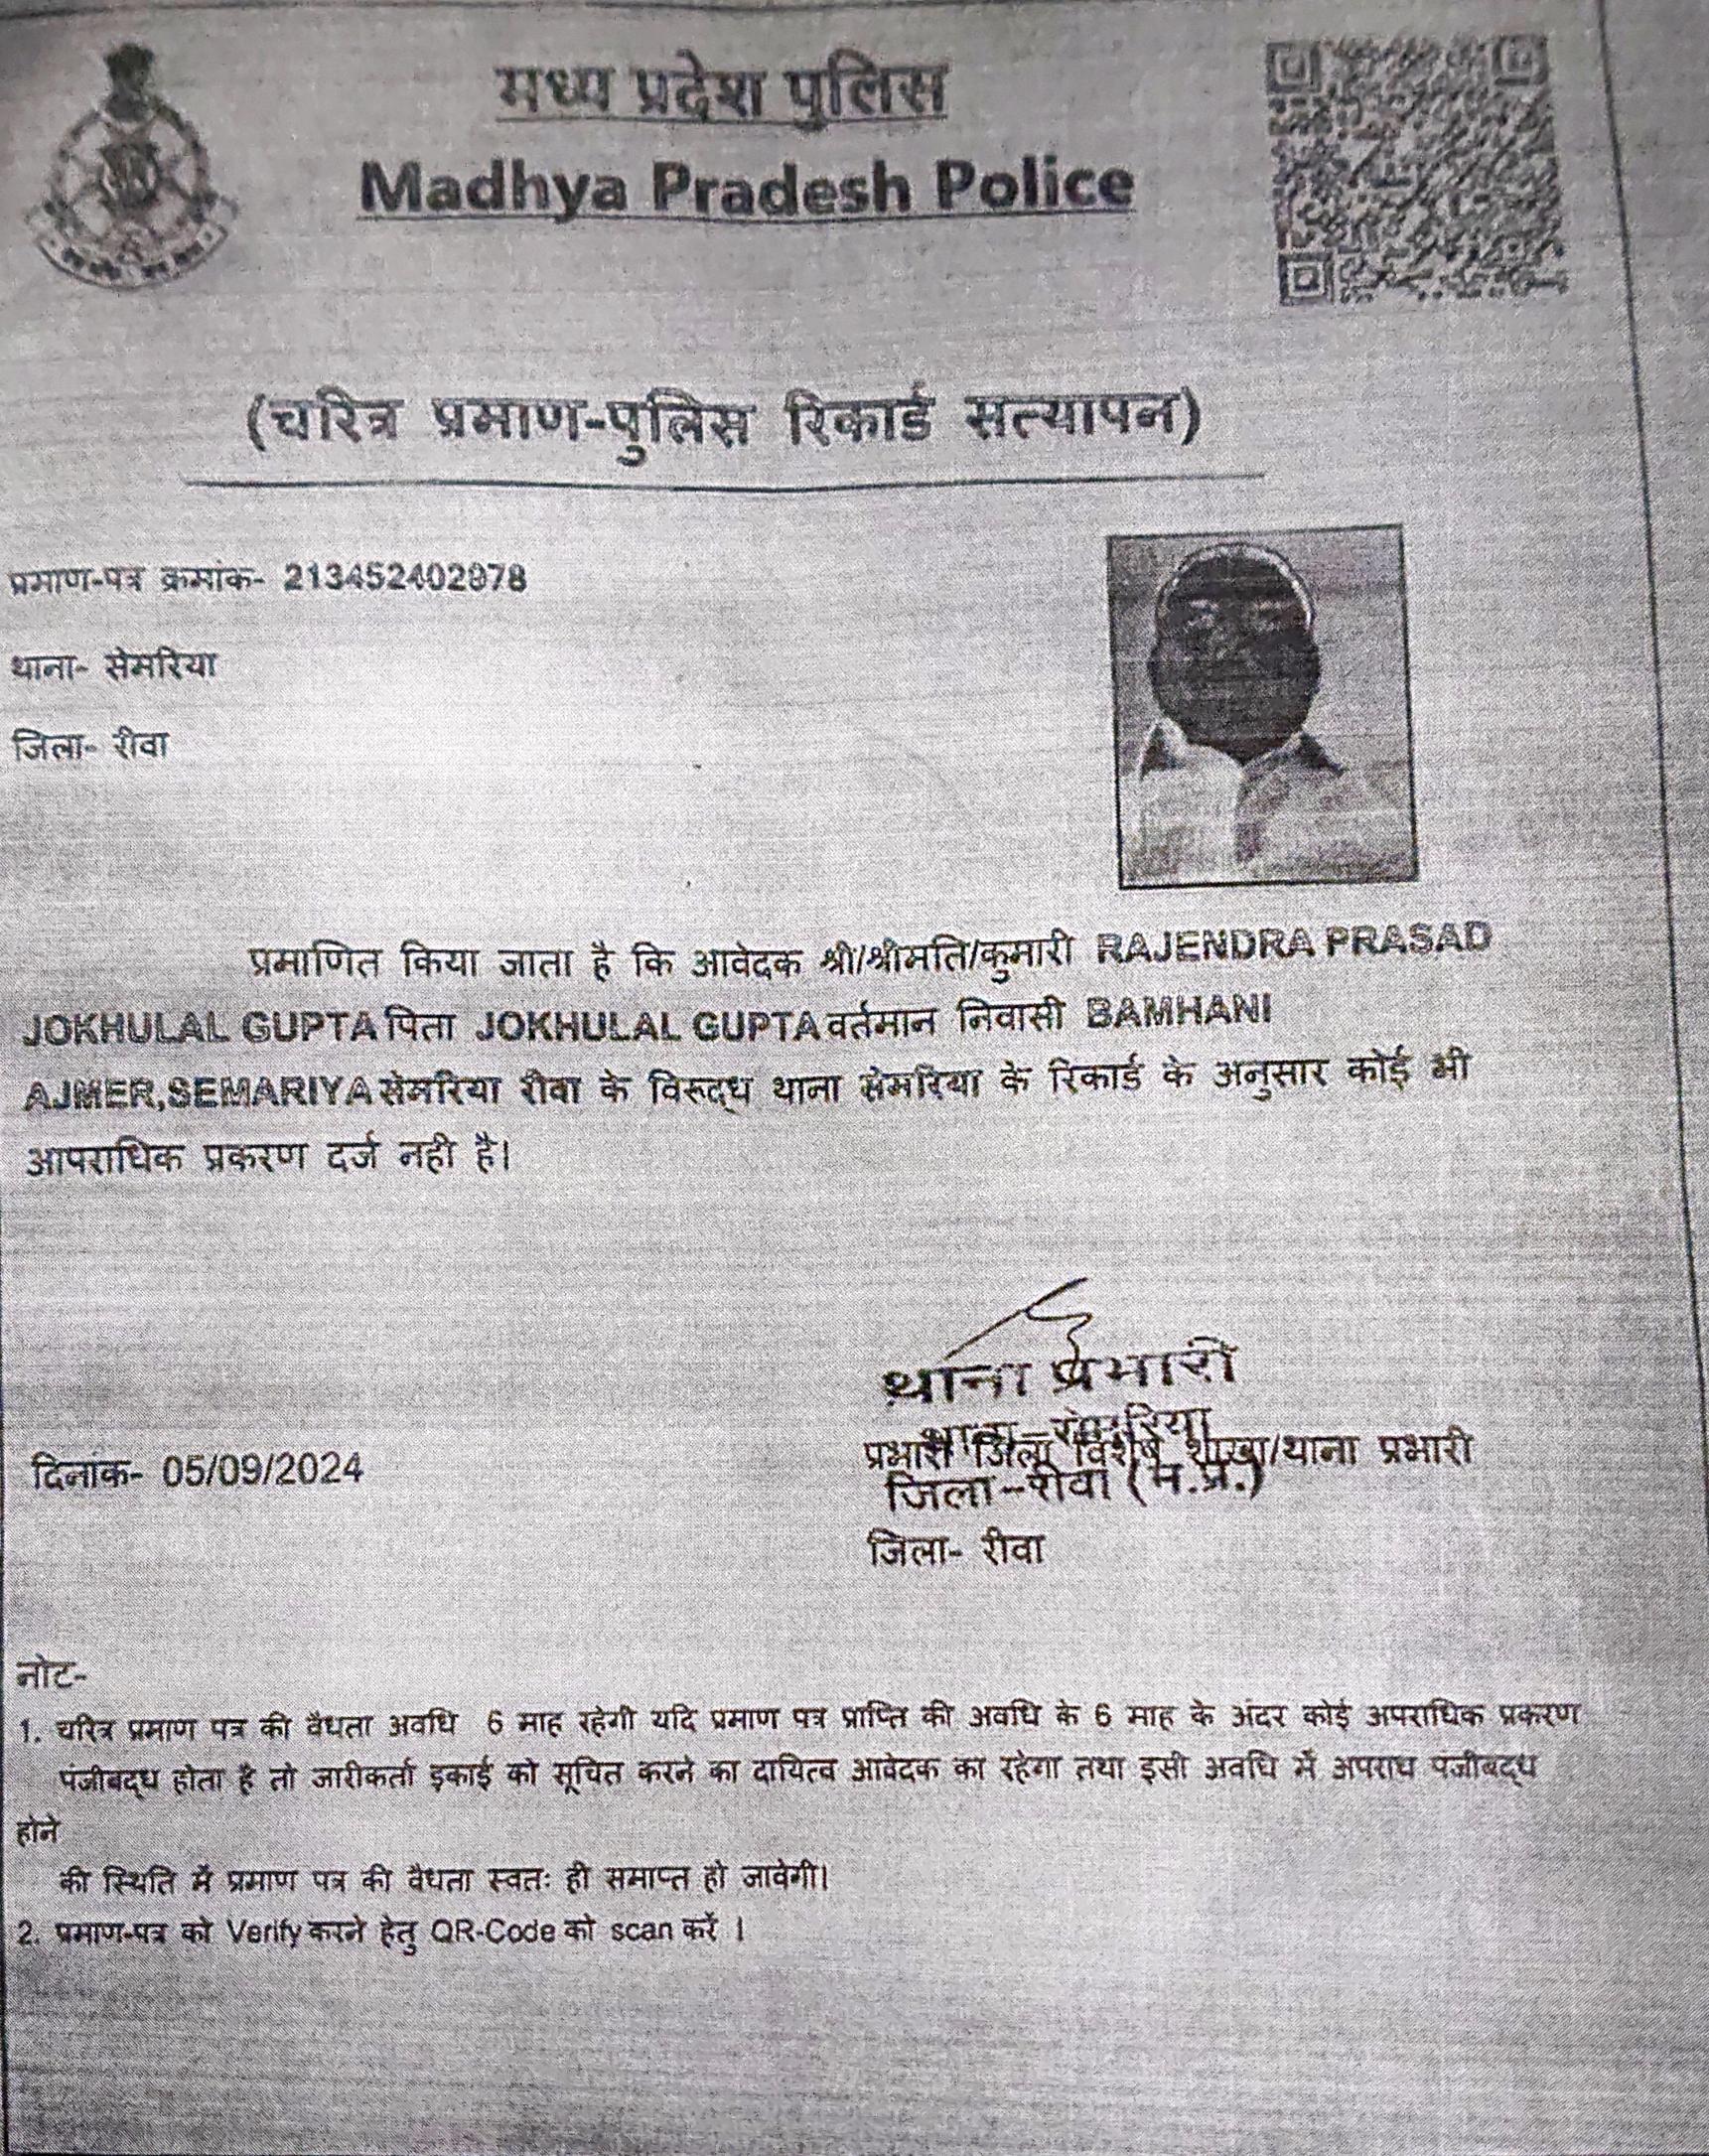 मध्य प्रदेश पुलिस
Madhya Pradesh Police
(चरित्र प्रमाण-पुलिस रिकार्ड सत्यापन)
प्रमाण-पत्र क्रमांक- 213452402978
थाना- सेमरिया
जिला- रीवा
प्रमाणित किया जाता है कि आवेदक श्री/श्रीमति/कुमारी RAJENDRA PRASAD
JOKHULAL GUPTA पिता JOKHULAL GUPTA वर्तमान निवासी BAMHANI
AJMER,SEMARIYA सेमरिया रीवा के विरूद्ध थाना सेमरिया के रिकार्ड के अनुसार कोई भी
आपराधिक प्रकरण दर्ज नही है।
थाना प्रभारी
थाना-सेमरिया
प्रभारी जिला विशेष शाखा/थाना प्रभारी
दिनांक- 05/09/2024
जिला-रीवा (म.प्र.)
जिला- रीवा
नोट-
1. चरित्र प्रमाण पत्र की वैधता अवधि 6 माह रहेगी यदि प्रमाण पत्र प्राप्ति की अवधि के 6 माह के अंदर कोई अपराधिक प्रकरण
पंजीबद्ध होता है तो जारीकर्ता इकाई को सूचित करने का दायित्व आवेदक का रहेगा तथा इसी अवधि में अपराध पंजीबद्ध
होने
की स्थिति में प्रमाण पत्र की वैधता स्वतः ही समाप्त हो जावेगी।
2. प्रमाण-पत्र को Verify करने हेतु QR-Code को scan करें ।